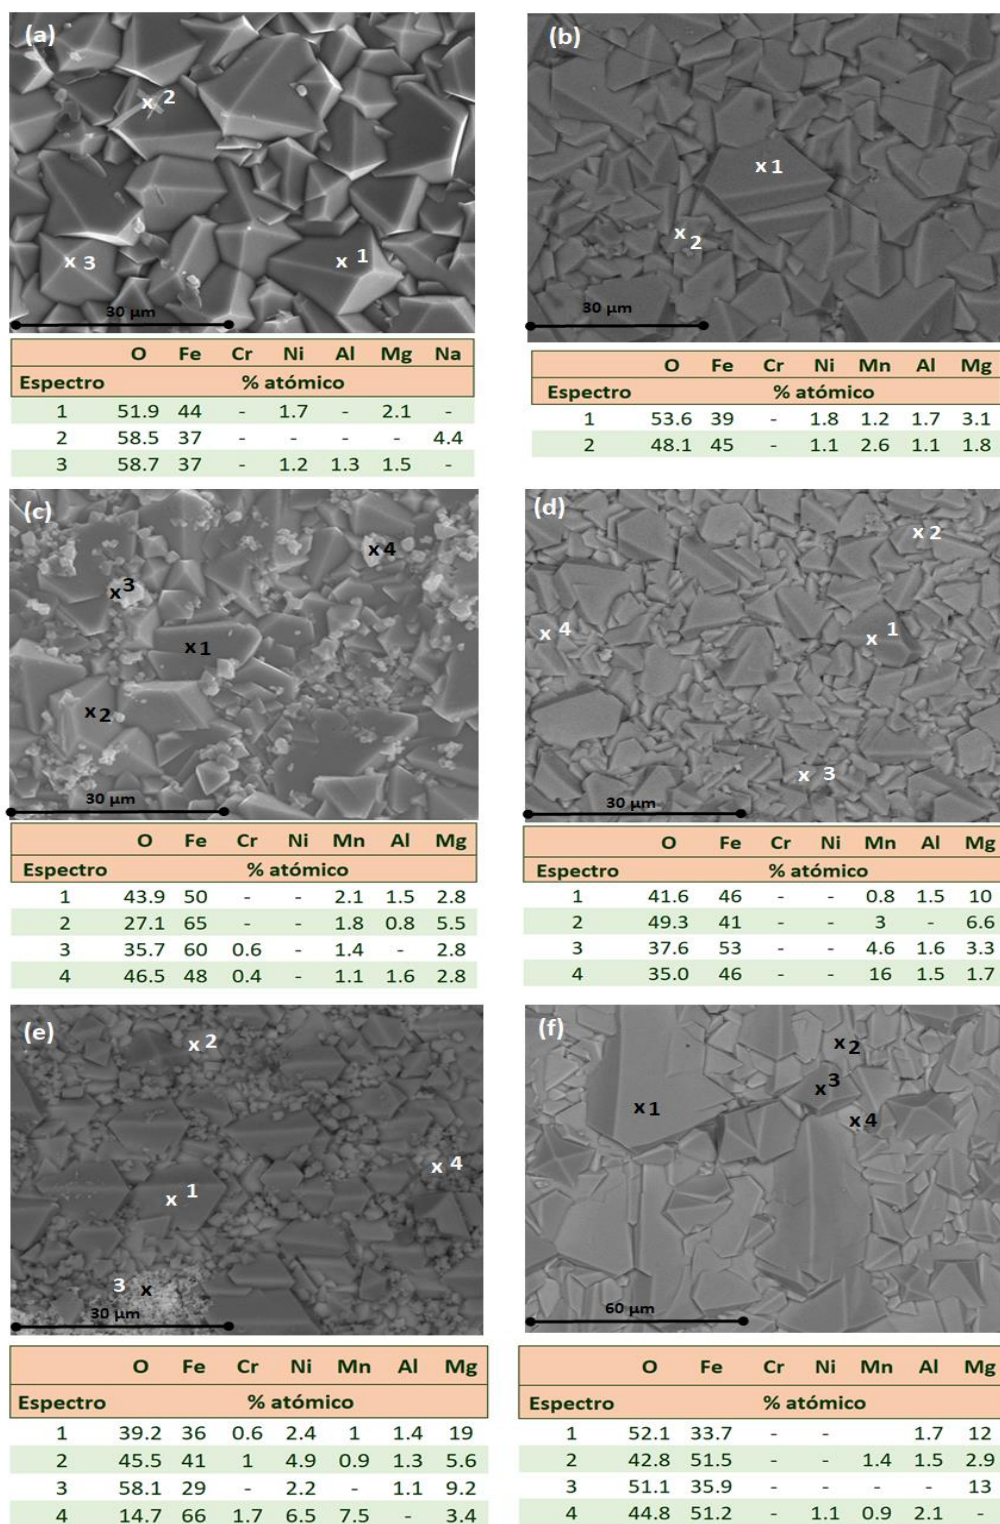 (a)
x 2
x 3
x 1
30 µm
O Fe Cr Ni Al Mg Na
Espectro % atómico
1 51.9 44 - 1.7 - 2.1 -
2 58.5 37 - - - - 4.4
3 58.7 37 - 1.2 1.3 1.5 -
(b)
x 1
x 2
30 µm
O Fe Cr Ni Mn Al Mg
Espectro % atómico
1 53.6 39 - 1.8 1.2 1.7 3.1
2 48.1 45 - 1.1 2.6 1.1 1.8
(c)
x 4
x 3
x 1
x 2
30 µm
O Fe Cr Ni Mn Al Mg
Espectro % atómico
1 43.9 50 - - 2.1 1.5 2.8
2 27.1 65 - - 1.8 0.8 5.5
3 35.7 60 0.6 - 1.4 - 2.8
4 46.5 48 0.4 - 1.1 1.6 2.8
(d)
x 2
x 4
x 1
x 3
30 µm
O Fe Cr Ni Mn Al Mg
Espectro % atómico
1 41.6 46 - - 0.8 1.5 10
2 49.3 41 - - 3 - 6.6
3 37.6 53 - - 4.6 1.6 3.3
4 35.0 46 - - 16 1.5 1.7
(e)
x 2
x 4
x 1
3 x
30 µm
O Fe Cr Ni Mn Al Mg
Espectro % atómico
1 39.2 36 0.6 2.4 1 1.4 19
2 45.5 41 1 4.9 0.9 1.3 5.6
3 58.1 29 - 2.2 - 1.1 9.2
4 14.7 66 1.7 6.5 7.5 - 3.4
(f)
x 2
x 3
x 1
x 4
60 µm
O Fe Cr Ni Mn Al Mg
Espectro % atómico
1 52.1 33.7 - - 1.7 12
2 42.8 51.5 - - 1.4 1.5 2.9
3 51.1 35.9 - - - - 13
4 44.8 51.2 - 1.1 0.9 2.1 -